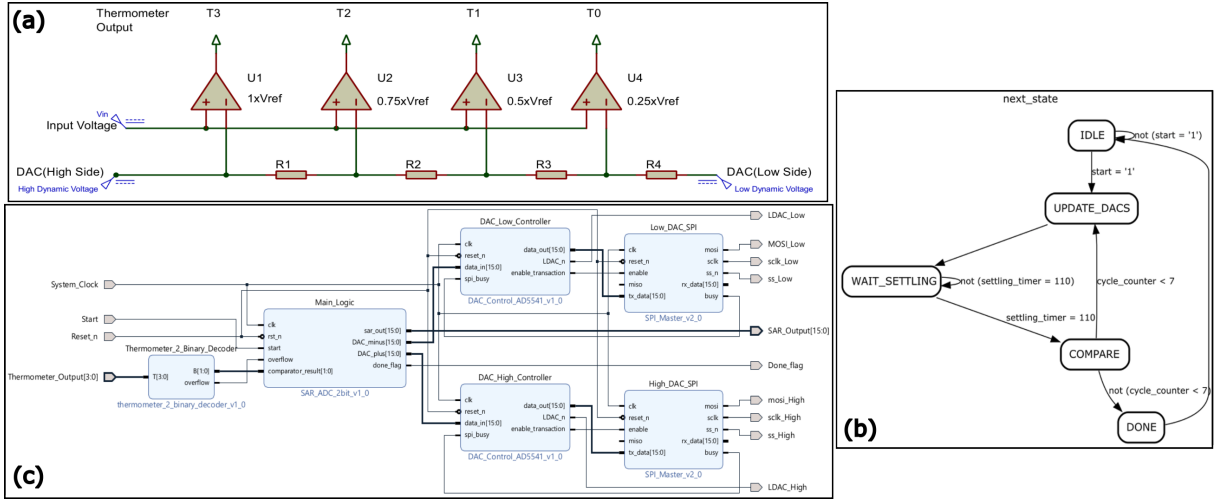 (a)
Thermometer
Output
T3
T2
T1
T0
U1
1xVref
U2
0.75xVref
U3
0.5xVref
U4
0.25xVref
Vin
Input Voltage
DAC(High Side)
High Dynamic Voltage
R1
R2
R3
R4
DAC(Low Side)
Low Dynamic Voltage
next_state
IDLE
not (start = '1')
start = '1'
UPDATE_DACS
WAIT_SETTLING
not (settling_timer = 110)
cycle_counter < 7
settling_timer = 110
COMPARE
not (cycle_counter < 7)
DONE
(b)
(c)
System_Clock
Start
Reset_n
Thermometer_Output[3:0]
Thermometer_2_Binary_Decoder
T[3:0]
B[1:0]
overflow
thermometer_2_binary_decoder_v1_0
Main_Logic
clk
rst_n
start
overflow
comparator_result[1:0]
sar_out[15:0]
DAC_minus[15:0]
DAC_plus[15:0]
done_flag
SAR_ADC_2bit_v1_0
DAC_Low_Controller
clk
reset_n
data_in[15:0]
spi_busy
data_out[15:0]
LDAC_n
enable_transaction
DAC_Control_AD5541_v1_0
Low_DAC_SPI
clk
reset_n
enable
miso
tx_data[15:0]
mosi
sclk
ss_n
rx_data[15:0]
busy
SPI_Master_v2_0
DAC_High_Controller
clk
reset_n
data_in[15:0]
spi_busy
data_out[15:0]
LDAC_n
enable_transaction
DAC_Control_AD5541_v1_0
High_DAC_SPI
clk
reset_n
enable
miso
tx_data[15:0]
mosi
sclk
ss_n
rx_data[15:0]
busy
SPI_Master_v2_0
LDAC_Low
MOSI_Low
sclk_Low
ss_Low
SAR_Output[15:0]
Done_flag
mosi_High
sclk_High
ss_High
LDAC_High